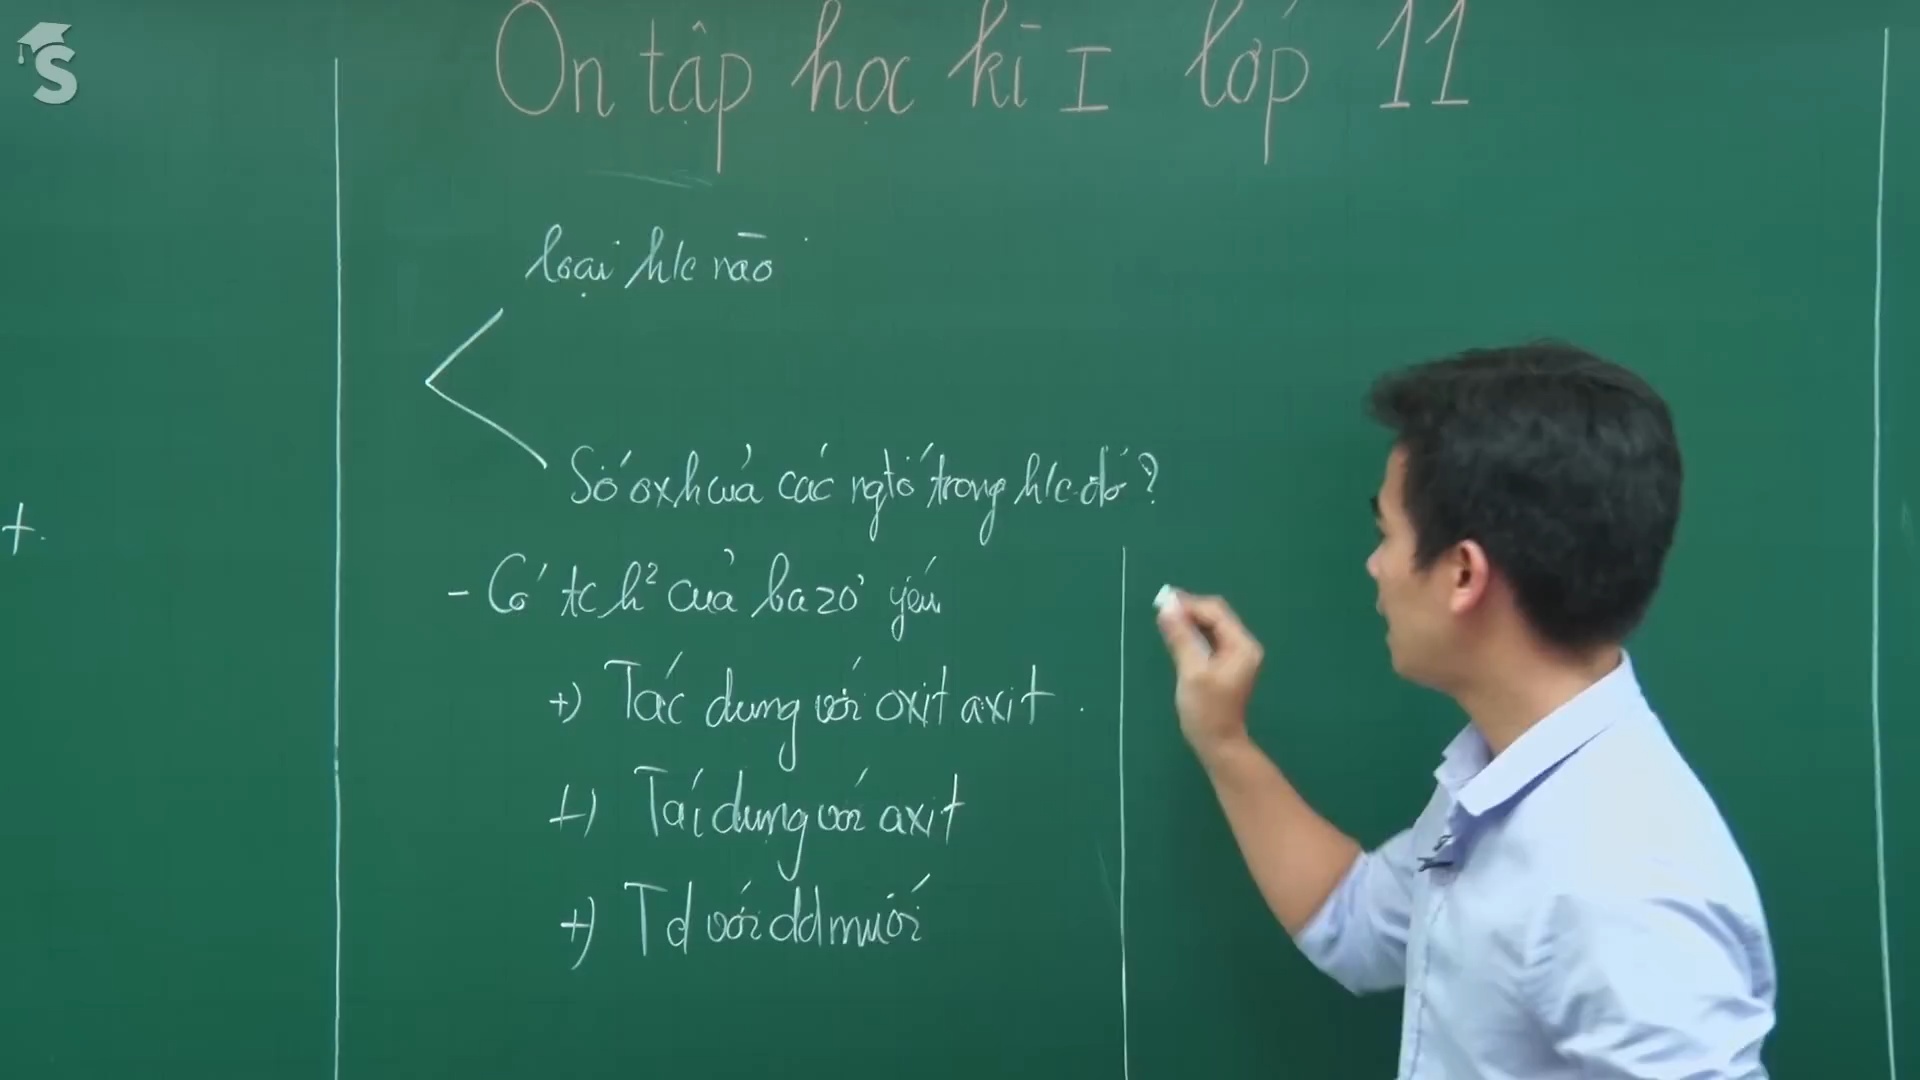 Ôn tập học kì I lớp 11
loại h/c nào
Số oxh của các ngtố trong h/c đó?
+
- Có tc h² của bazơ yếu
+) Tác dụng với oxit axit
+) Tác dụng với axit
+) Td với dd muối
S